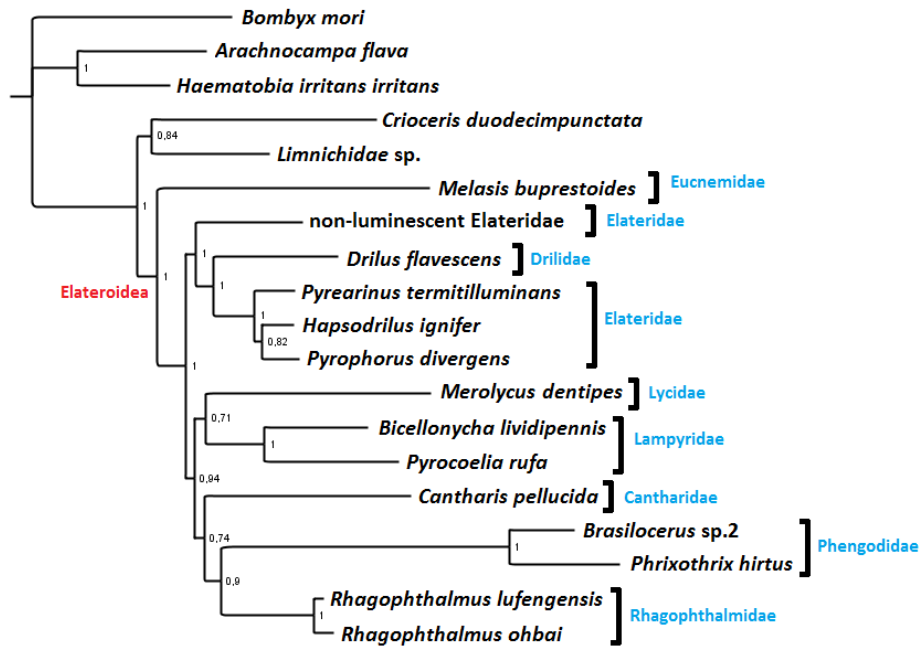 Bombyx mori
Arachnocampa flava
1
Haematobia irritans irritans
Crioceris duodecimpunctata
0,84
Limnichidae sp.
Melasis buprestoides Eucnemidae
1
non-luminescent Elateridae Elateridae
1
Drilus flavescens Drilidae
1
1
Elateroidea
Pyrearinus termitilluminans
1
Hapsodrilus ignifer Elateridae
0,82
Pyrophorus divergens
1
Merolycus dentipes Lycidae
0,71
Bicellonycha lividipennis
1
Lampyridae
Pyrocoelia rufa
0,94
Cantharis pellucida Cantharidae
Brasilocerus sp.2
0,74
1
Phengodidae
Phrixothrix hirtus
0,9
Rhagophthalmus lufengensis
1
Rhagophthalmidae
Rhagophthalmus ohbai